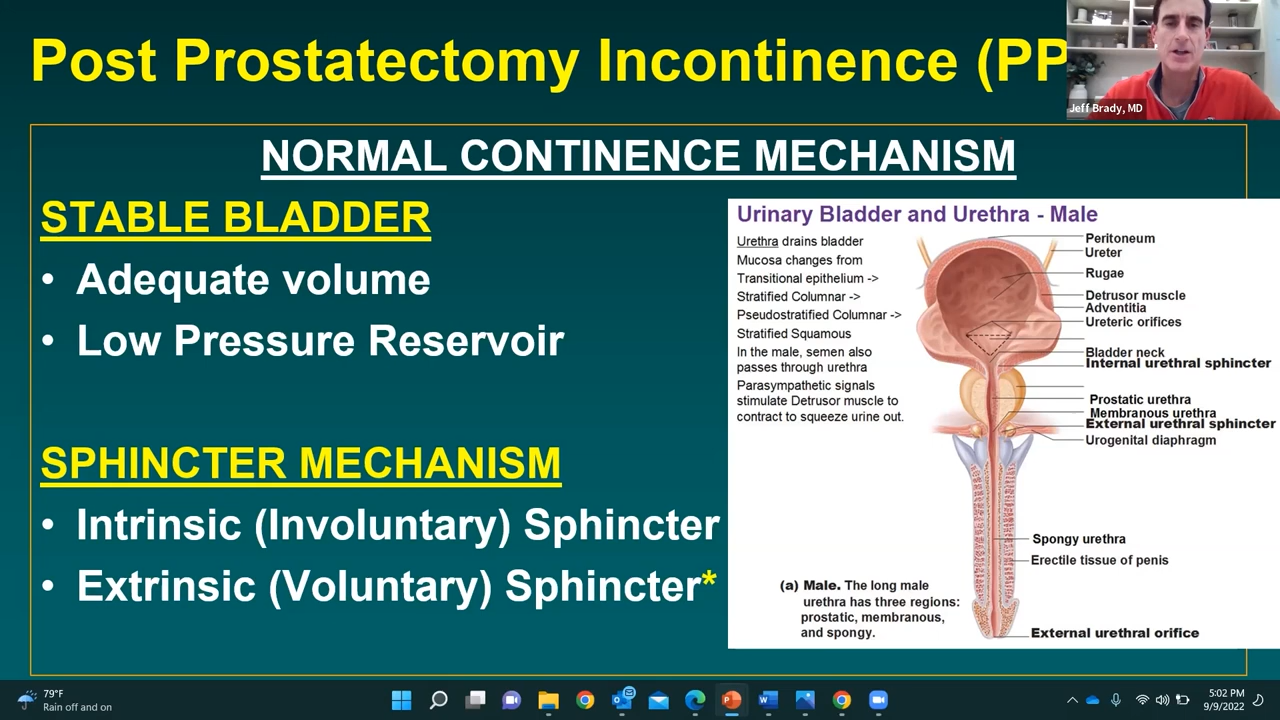 Post Prostatectomy Incontinence (PP
Jeff Brady, MD
NORMAL CONTINENCE MECHANISM
STABLE BLADDER
• Adequate volume
• Low Pressure Reservoir
SPHINCTER MECHANISM
• Intrinsic (Involuntary) Sphincter
• Extrinsic (Voluntary) Sphincter*
Urinary Bladder and Urethra - Male
Urethra drains bladder
Mucosa changes from
Transitional epithelium ->
Stratified Columnar ->
Pseudostratified Columnar ->
Stratified Squamous
In the male, semen also
passes through urethra
Parasympathetic signals
stimulate Detrusor muscle to
contract to squeeze urine out.
Peritoneum
Ureter
Rugae
Detrusor muscle
Adventitia
Ureteric orifices
Bladder neck
Internal urethral sphincter
Prostatic urethra
Membranous urethra
External urethral sphincter
Urogenital diaphragm
Spongy urethra
Erectile tissue of penis
External urethral orifice
(a) Male. The long male
urethra has three regions:
prostatic, membranous,
and spongy.
79°F
Rain off and on
5:02 PM
9/9/2022